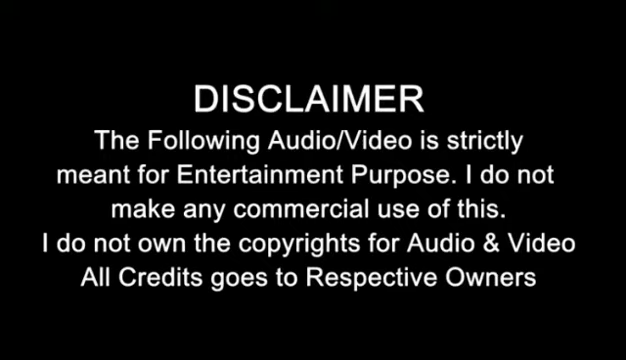 DISCLAIMER
The Following Audio/Video is strictly
meant for Entertainment Purpose. I do not
make any commercial use of this.
I do not own the copyrights for Audio & Video
All Credits goes to Respective Owners